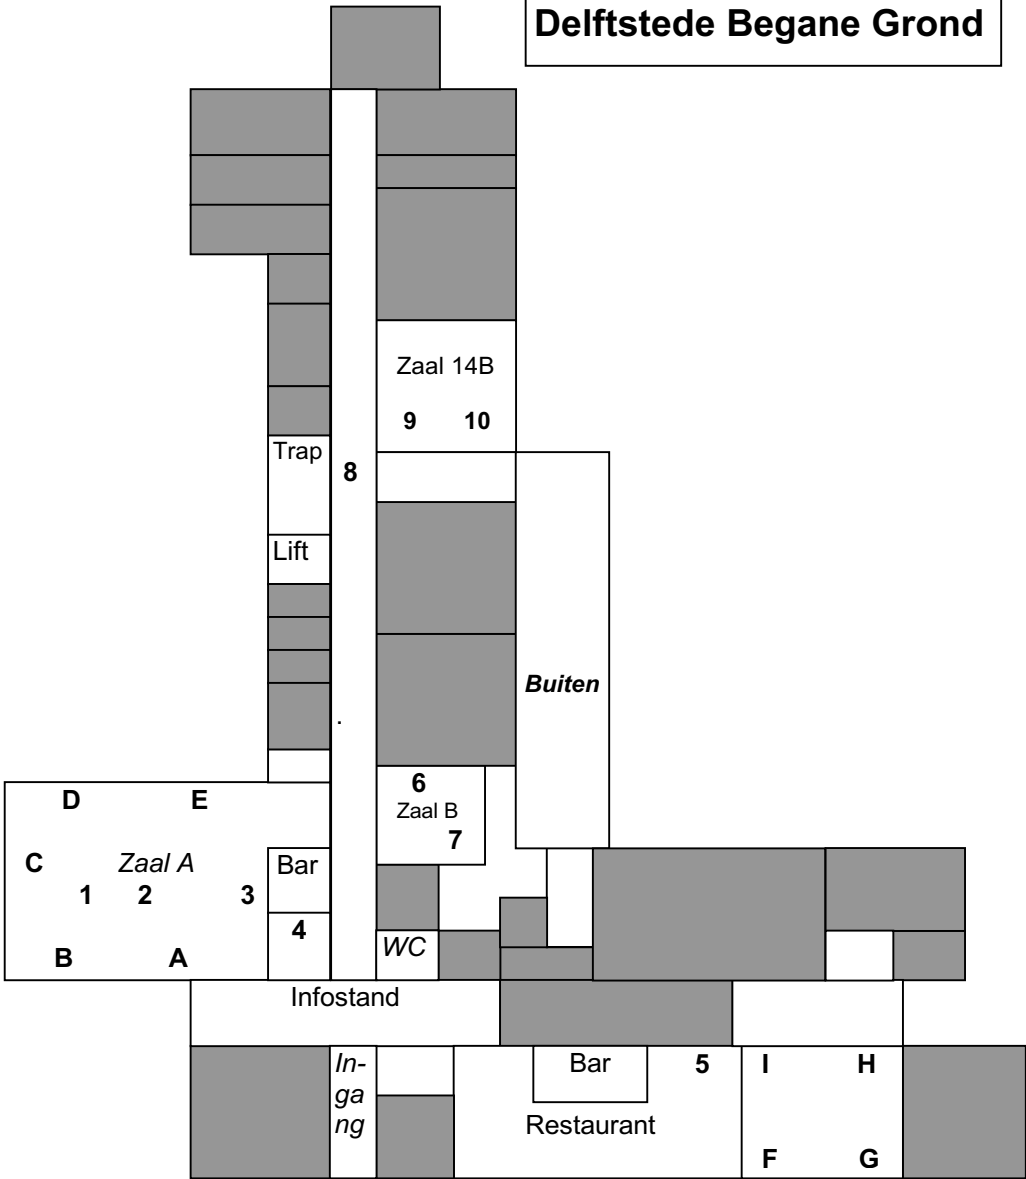 Delftstede Begane Grond
Zaal 14B
9 10
Trap
8
Lift
Buiten
.
6
Zaal B
7
D E
C Zaal A Bar
1 2 3
4
WC
B A
Infostand
In-
ga
ng
Bar
5
I H
Restaurant
F G